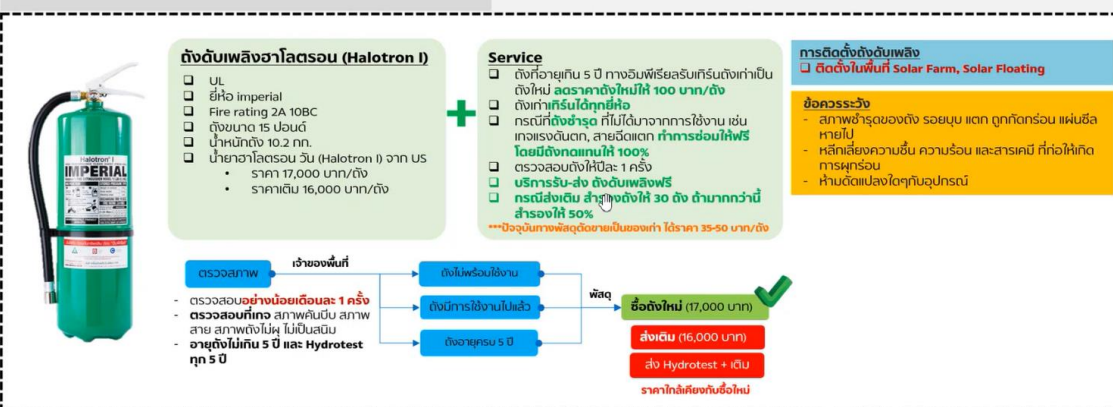 ถังดับเพลิงฮาโลตรอน (Halotron I)
❑ UL
❑ ยี่ห้อ imperial
❑ Fire rating 2A 10BC
❑ ถังขนาด 15 ปอนด์
❑ น้ำหนักถัง 10.2 กก.
❑ น้ำยาฮาโลตรอน วัน (Halotron I) จาก US
• ราคา 17,000 บาท/ถัง
• ราคาเติม 16,000 บาท/ถัง
Halotron I
IMPERIAL
Service
❑ ถังที่อายุเกิน 5 ปี ทางอิมพีเรียลรับเทิร์นถังเก่าเป็น
ถังใหม่ ลดราคาถังใหม่ให้ 100 บาท/ถัง
❑ ถังเก่าเทิร์นได้ทุกยี่ห้อ
❑ กรณีที่ถังชำรุด ที่ไม่ได้มาจากการใช้งาน เช่น
เกจแรงดันตก, สายฉีดแตก ทำการซ่อมให้ฟรี
โดยมีถังทดแทนให้ 100%
❑ ตรวจสอบถังให้ปีละ 1 ครั้ง
❑ บริการรับ-ส่ง ถังดับเพลิงฟรี
❑ กรณีส่งเติม สำรองถังให้ 30 ถัง ถ้ามากกว่านี้
สำรองให้ 50%
***ปัจจุบันทางพัสดุตัดขายเป็นของเก่า ได้ราคา 35-50 บาท/ถัง
การติดตั้งถังดับเพลิง
❑ ติดตั้งในพื้นที่ Solar Farm, Solar Floating
ข้อควรระวัง
- สภาพชำรุดของถัง รอยบุบ แตก ถูกกัดกร่อน แผ่นซีล
หายไป
- หลีกเลี่ยงความชื้น ความร้อน และสารเคมี ที่ก่อให้เกิด
การผุกร่อน
- ห้ามดัดแปลงใดๆกับอุปกรณ์
ตรวจสภาพ
เจ้าของพื้นที่
- ตรวจสอบอย่างน้อยเดือนละ 1 ครั้ง
- ตรวจสอบที่เกจ สภาพคันบีบ สภาพ
สาย สภาพถังไม่ผุ ไม่เป็นสนิม
- อายุถังไม่เกิน 5 ปี และ Hydrotest
ทุก 5 ปี
ถังไม่พร้อมใช้งาน
ถังมีการใช้งานไปแล้ว
ถังอายุครบ 5 ปี
พัสดุ
ซื้อถังใหม่ (17,000 บาท)
ส่งเติม (16,000 บาท)
ส่ง Hydrotest + เติม
ราคาใกล้เคียงกับซื้อใหม่